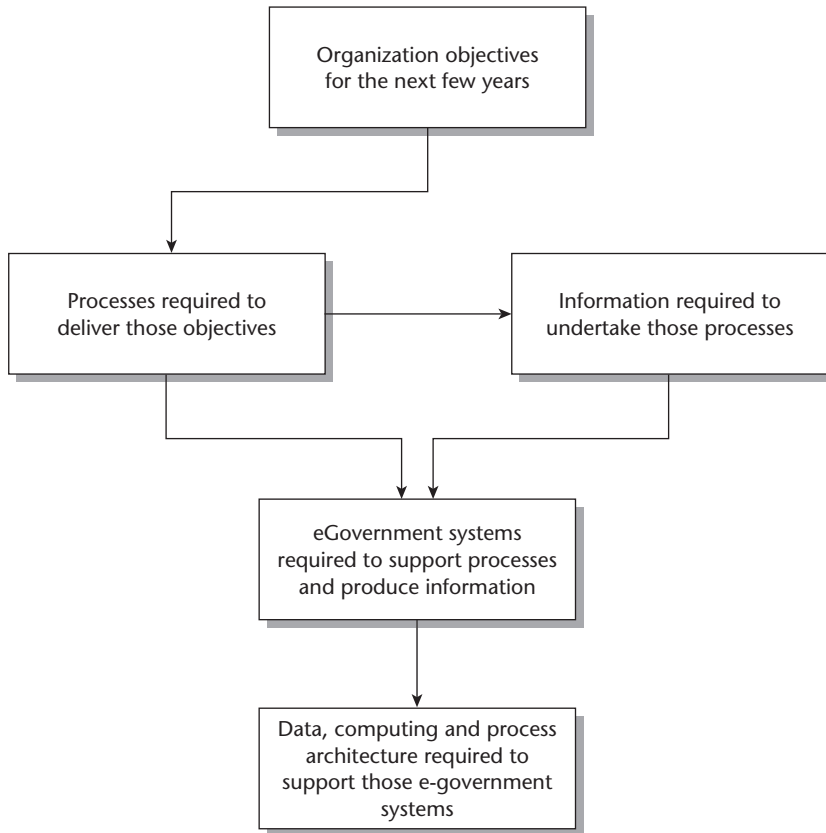 Organization objectives
for the next few years
Processes required to
deliver those objectives
Information required to
undertake those processes
eGovernment systems
required to support processes
and produce information
Data, computing and process
architecture required to
support those e-government
systems